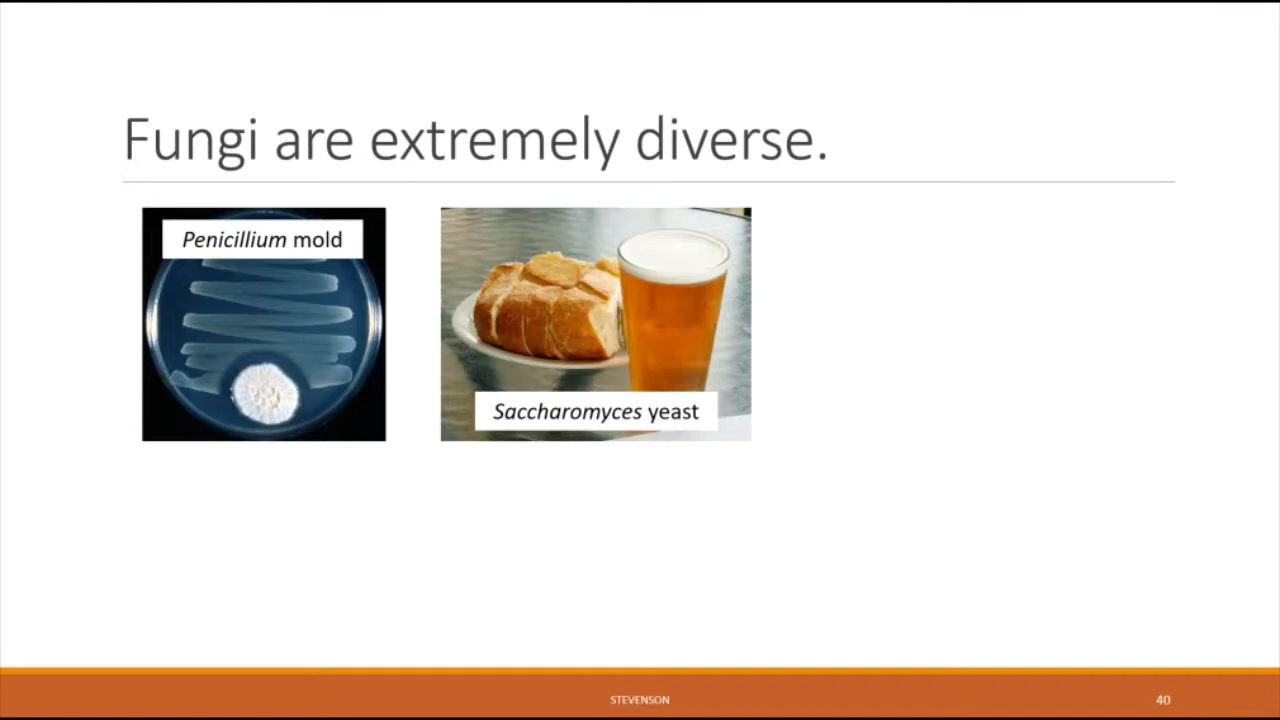 Fungi are extremely diverse.
Penicillium mold
Saccharomyces yeast
STEVENSON
40